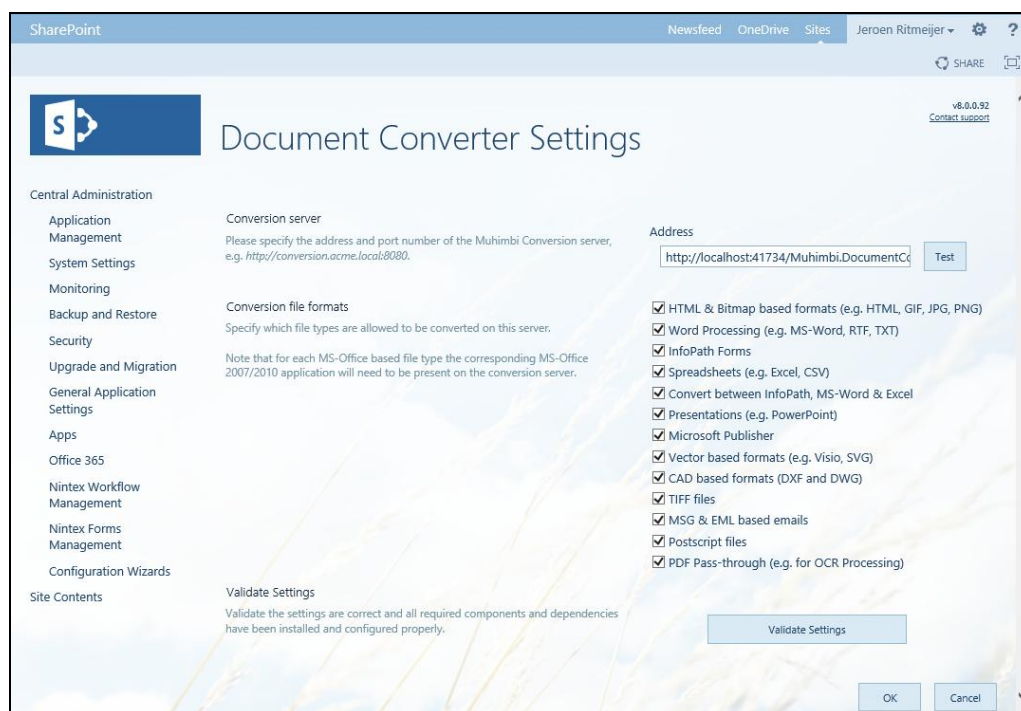 SharePoint
Newsfeed OneDrive Sites Jeroen Ritmeijer ?
SHARE
S
v8.0.0.92
Contact support
Document Converter Settings
Central Administration
Application
Management
System Settings
Monitoring
Backup and Restore
Security
Upgrade and Migration
General Application
Settings
Apps
Office 365
Nintex Workflow
Management
Nintex Forms
Management
Configuration Wizards
Site Contents
Conversion server
Please specify the address and port number of the Muhimbi Conversion server,
e.g. http://conversion.acme.local:8080.
Address
http://localhost:41734/Muhimbi.DocumentCo
Test
Conversion file formats
Specify which file types are allowed to be converted on this server.
Note that for each MS-Office based file type the corresponding MS-Office
2007/2010 application will need to be present on the conversion server.
HTML & Bitmap based formats (e.g. HTML, GIF, JPG, PNG)
Word Processing (e.g. MS-Word, RTF, TXT)
InfoPath Forms
Spreadsheets (e.g. Excel, CSV)
Convert between InfoPath, MS-Word & Excel
Presentations (e.g. PowerPoint)
Microsoft Publisher
Vector based formats (e.g. Visio, SVG)
CAD based formats (DXF and DWG)
TIFF files
MSG & EML based emails
Postscript files
PDF Pass-through (e.g. for OCR Processing)
Validate Settings
Validate the settings are correct and all required components and dependencies
have been installed and configured properly.
Validate Settings
OK
Cancel